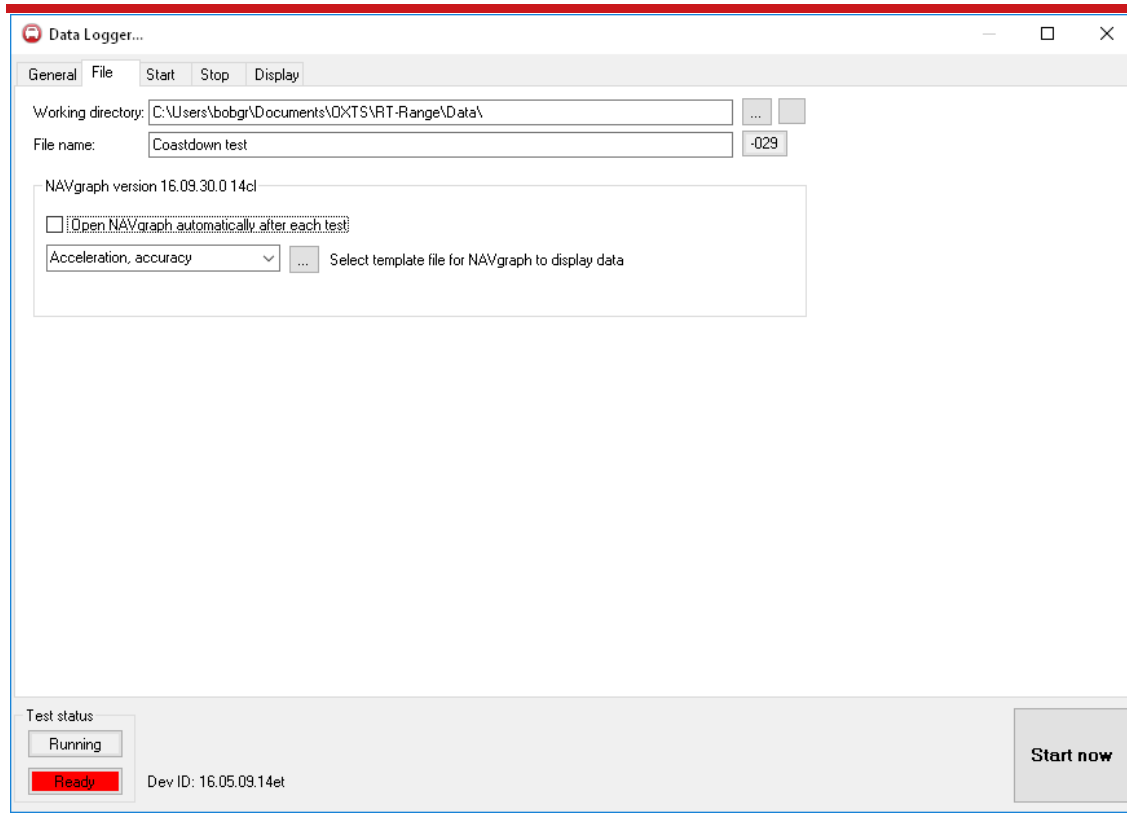 Data Logger...
General File Start Stop Display
Working directory: C:\Users\bobgr\Documents\OXTS\RT-Range\Data\ ...
File name: Coastdown test -029
NAVgraph version 16.09.30.0 14cl
Open NAVgraph automatically after each test
Acceleration, accuracy ... Select template file for NAVgraph to display data
Test status
Running
Ready Dev ID: 16.05.09.14et
Start now